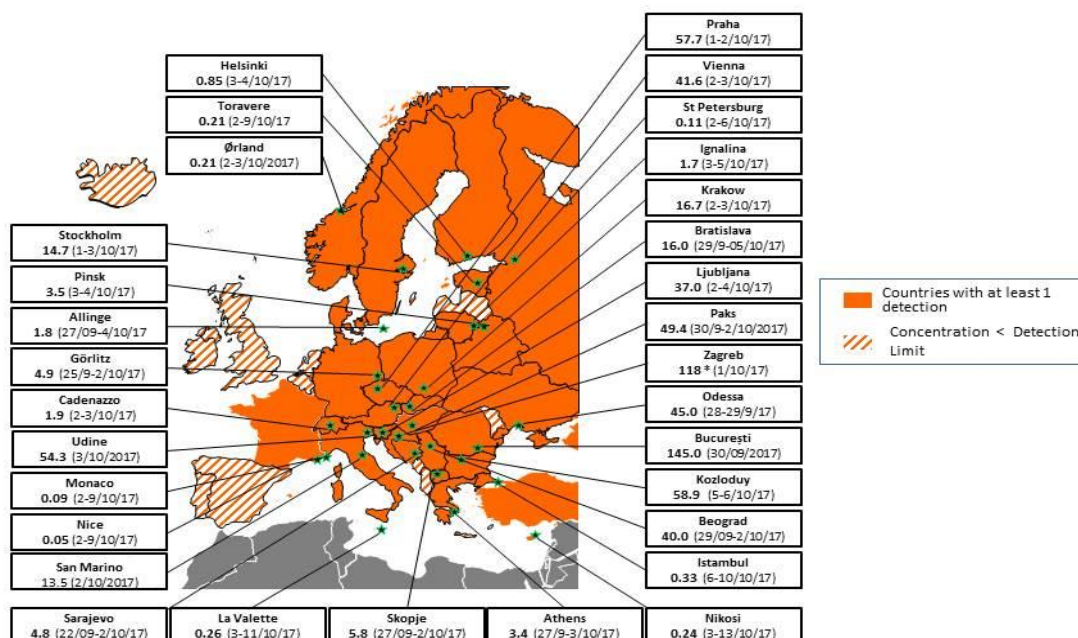 Praha
57.7 (1-2/10/17)
Helsinki
0.85 (3-4/10/17)
Vienna
41.6 (2-3/10/17)
Toravere
0.21 (2-9/10/17
St Petersburg
0.11 (2-6/10/17)
Ørland
0.21 (2-3/10/2017)
Ignalina
1.7 (3-5/10/17)
Krakow
16.7 (2-3/10/17)
Stockholm
14.7 (1-3/10/17)
Bratislava
16.0 (29/9-05/10/17)
Pinsk
3.5 (3-4/10/17)
Ljubljana
37.0 (2-4/10/17)
Allinge
1.8 (27/09-4/10/17
Paks
49.4 (30/9-2/10/2017)
Görlitz
4.9 (25/9-2/10/17)
Zagreb
118 * (1/10/17)
Cadenazzo
1.9 (2-3/10/17)
Odessa
45.0 (28-29/9/17)
Udine
54.3 (3/10/2017)
București
145.0 (30/09/2017)
Monaco
0.09 (2-9/10/17)
Kozloduy
58.9 (5-6/10/17)
Nice
0.05 (2-9/10/17)
Beograd
40.0 (29/09-2/10/17)
San Marino
13.5 (2/10/2017)
Istambul
0.33 (6-10/10/17)
Sarajevo
4.8 (22/09-2/10/17)
La Valette
0.26 (3-11/10/17)
Skopje
5.8 (27/09-2/10/17)
Athens
3.4 (27/9-3/10/17)
Nikosi
0.24 (3-13/10/17)
Countries with at least 1
detection
Concentration < Detection
Limit